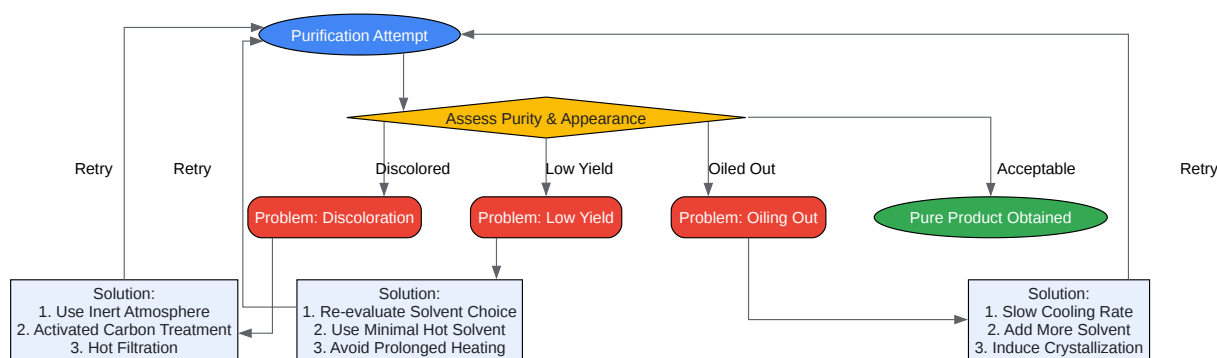 Purification Attempt
Assess Purity & Appearance
Retry
Retry
Discolored
Low Yield
Oiled Out
Acceptable
Retry
Problem: Discoloration
Problem: Low Yield
Problem: Oiling Out
Pure Product Obtained
Solution:
1. Use Inert Atmosphere
2. Activated Carbon Treatment
3. Hot Filtration
Solution:
1. Re-evaluate Solvent Choice
2. Use Minimal Hot Solvent
3. Avoid Prolonged Heating
Solution:
1. Slow Cooling Rate
2. Add More Solvent
3. Induce Crystallization